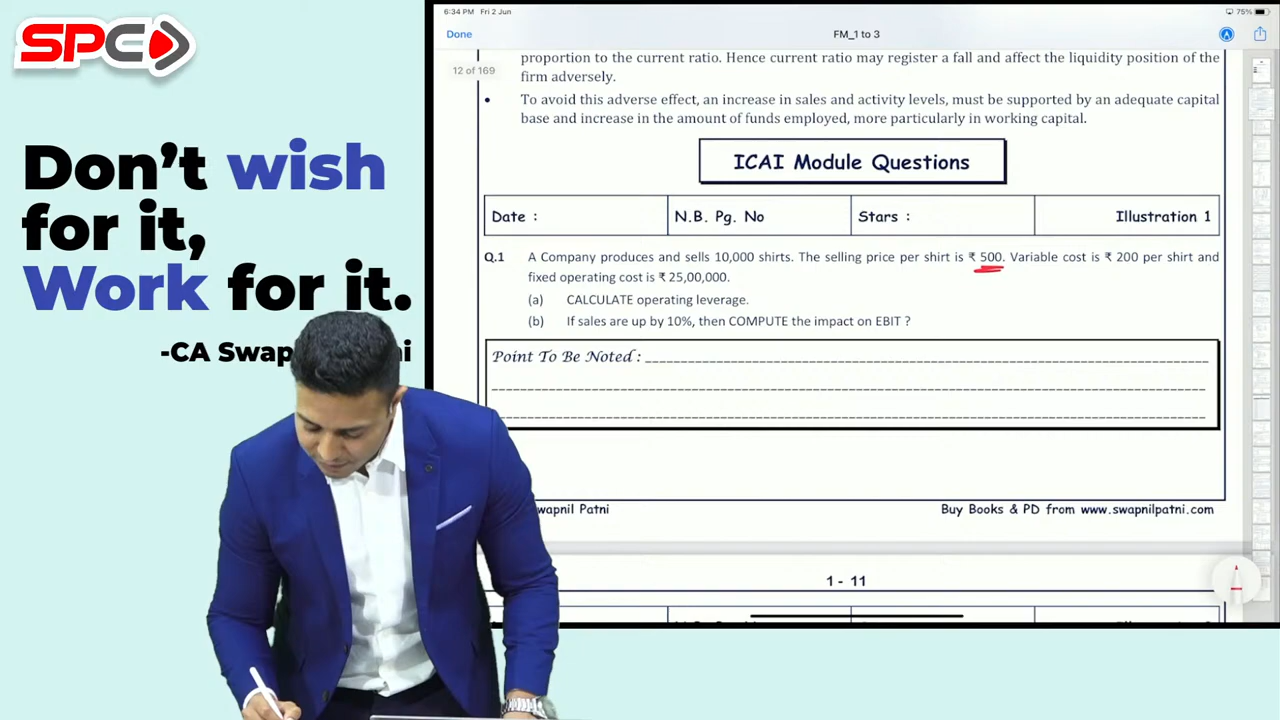 SPC
Don't wish
for it,
Work for it.
-CA Swap
6:34 PM Fri 2 Jun
75%
Done
FM_1 to 3
12 of 169
proportion to the current ratio. Hence current ratio may register a fall and affect the liquidity position of the
firm adversely.
• To avoid this adverse effect, an increase in sales and activity levels, must be supported by an adequate capital
base and increase in the amount of funds employed, more particularly in working capital.
ICAI Module Questions
Date :
N.B. Pg. No
Stars :
Illustration 1
Q.1 A Company produces and sells 10,000 shirts. The selling price per shirt is ₹ 500. Variable cost is ₹ 200 per shirt and
fixed operating cost is ₹ 25,00,000.
(a) CALCULATE operating leverage.
(b) If sales are up by 10%, then COMPUTE the impact on EBIT ?
Point To Be Noted :
wapnil Patni
Buy Books & PD from www.swapnilpatni.com
1 - 11